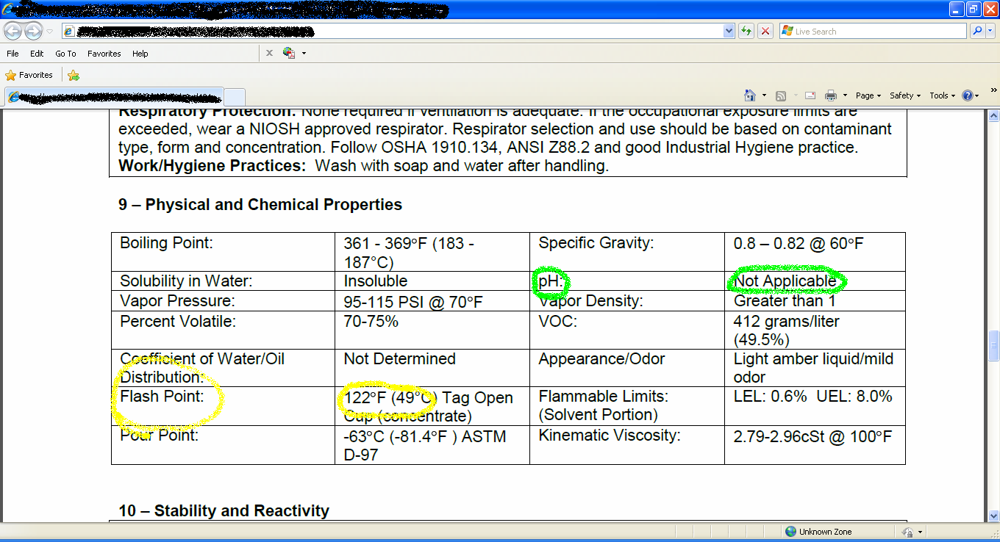 Live Search
File Edit Go To Favorites Help
X
Favorites
Page Safety Tools
»
Respiratory Protection: None required if ventilation is adequate. If the occupational exposure limits are
exceeded, wear a NIOSH approved respirator. Respirator selection and use should be based on contaminant
type, form and concentration. Follow OSHA 1910.134, ANSI Z88.2 and good Industrial Hygiene practice.
Work/Hygiene Practices: Wash with soap and water after handling.
9 – Physical and Chemical Properties
Boiling Point: 361 - 369°F (183 - Specific Gravity: 0.8 – 0.82 @ 60°F
187°C)
Solubility in Water: Insoluble pH: Not Applicable
Vapor Pressure: 95-115 PSI @ 70°F Vapor Density: Greater than 1
Percent Volatile: 70-75% VOC: 412 grams/liter
(49.5%)
Coefficient of Water/Oil Not Determined Appearance/Odor Light amber liquid/mild
Distribution: odor
Flash Point: 122°F (49°C) Tag Open Flammable Limits: LEL: 0.6% UEL: 8.0%
Cup (concentrate) (Solvent Portion)
Pour Point: -63°C (-81.4°F ) ASTM Kinematic Viscosity: 2.79-2.96cSt @ 100°F
D-97
10 – Stability and Reactivity
Unknown Zone